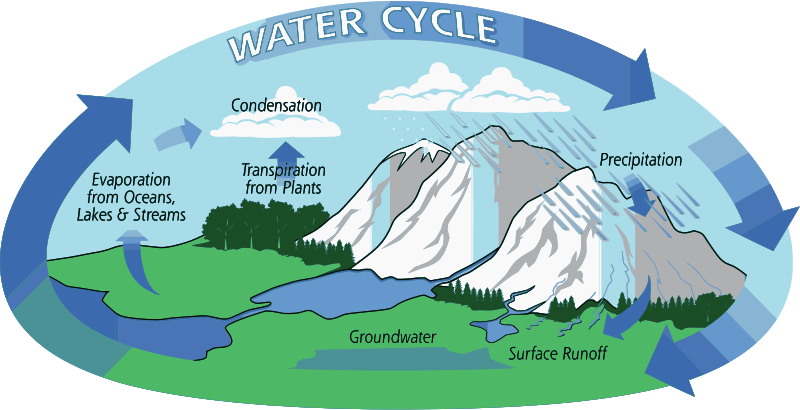 WATER CYCLE
Condensation
Precipitation
Transpiration
from Plants
Evaporation
from Oceans,
Lakes & Streams
Groundwater
Surface Runoff